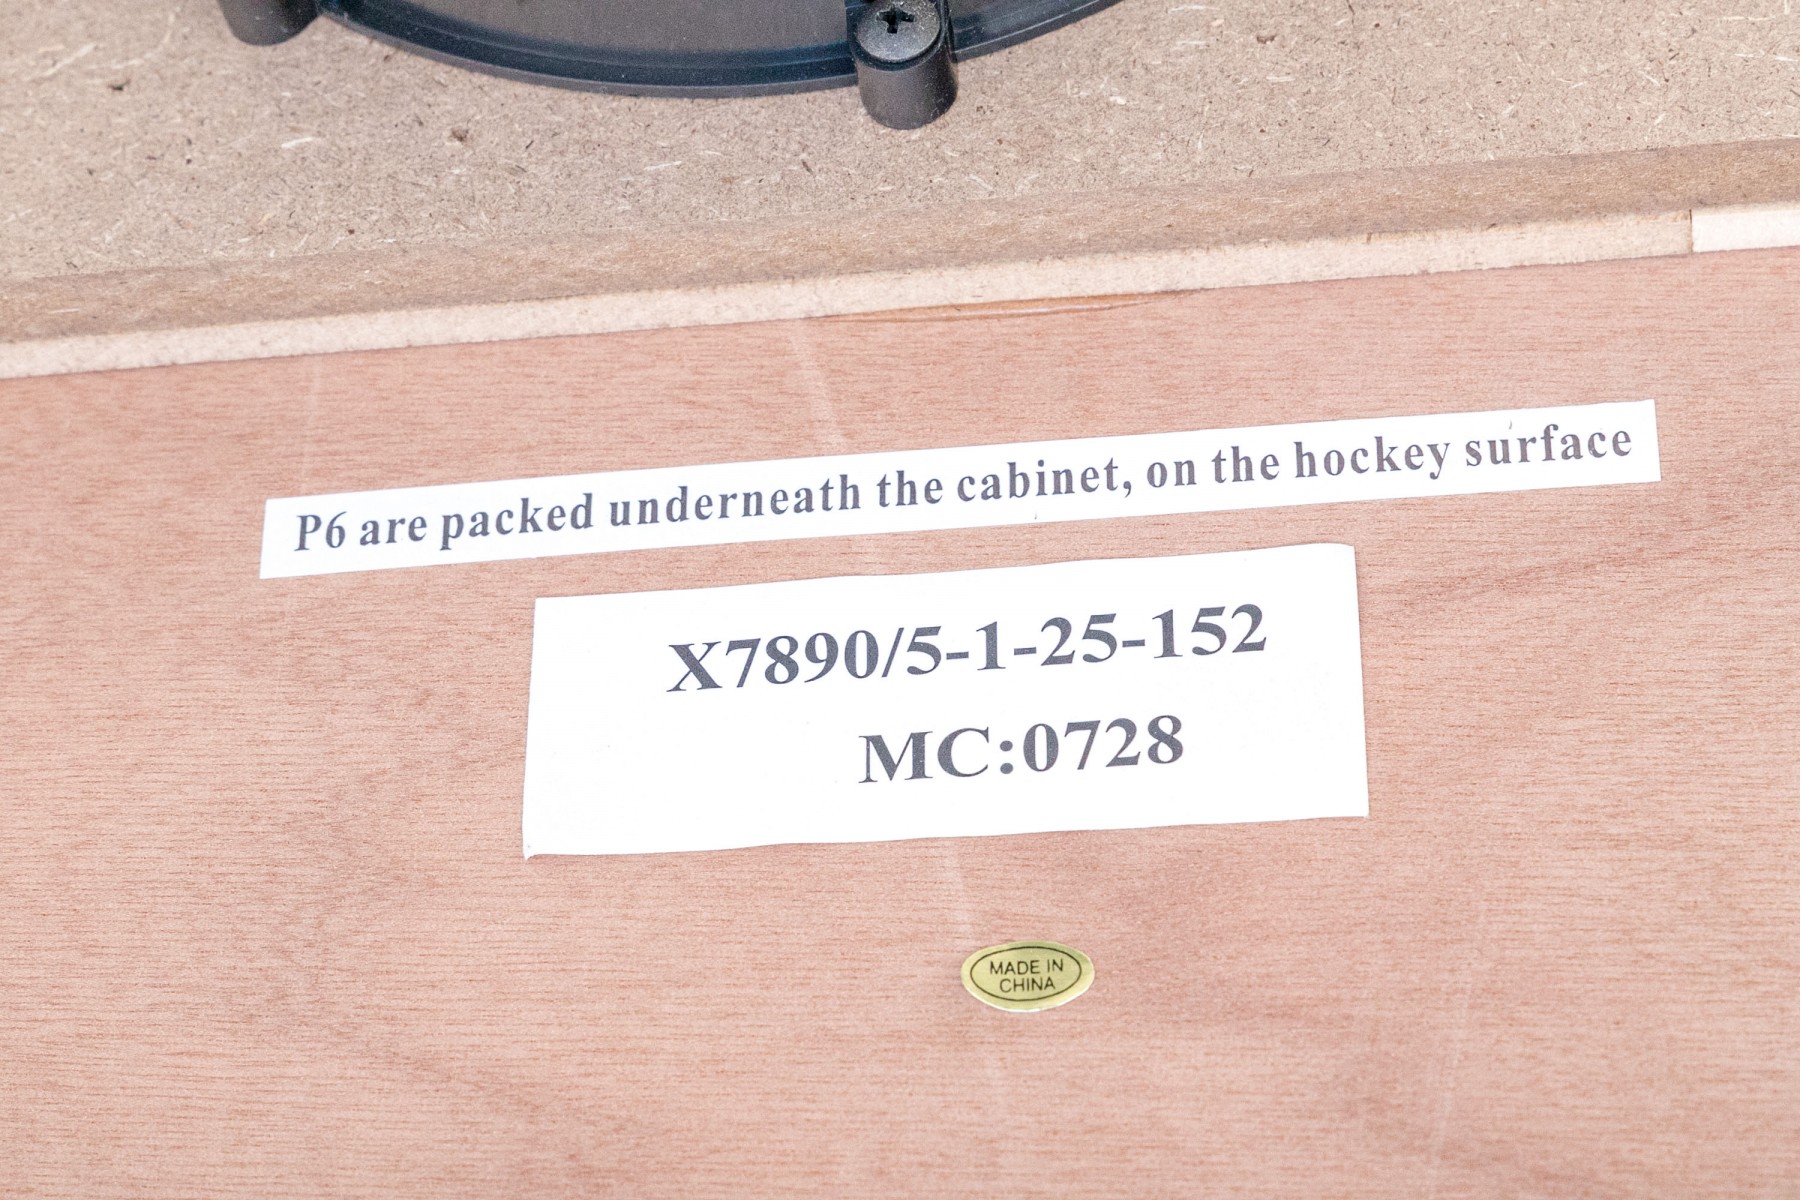 P6 are packed underneath the cabinet, on the hockey surface
X7890/5-1-25-152
MC:0728
MADE IN
CHINA